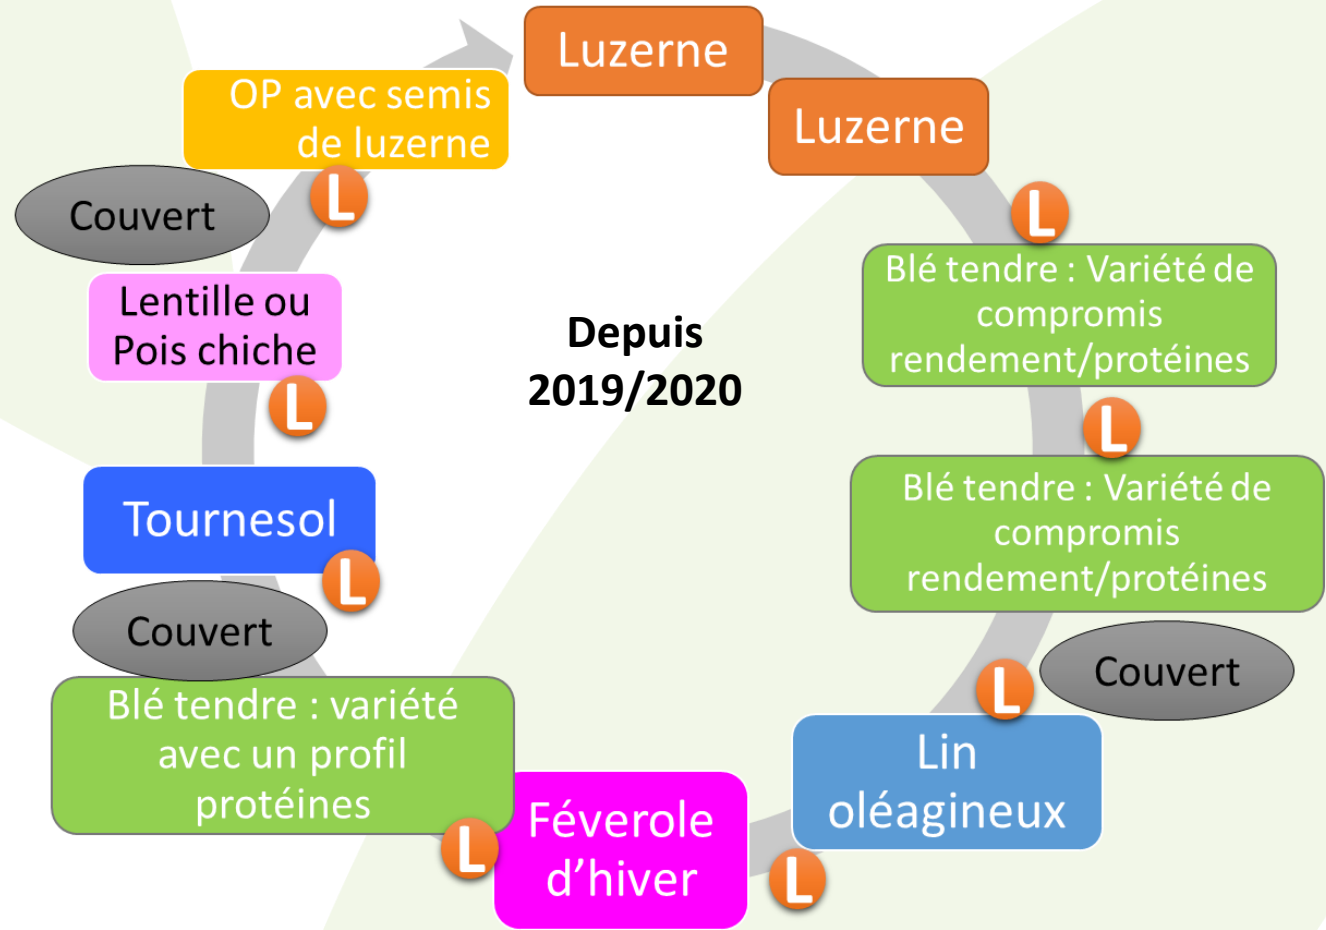 Luzerne
Luzerne
L
Blé tendre : Variété de
compromis
rendement/protéines
L
Blé tendre : Variété de
compromis
rendement/protéines
Couvert
L
Lin
oléagineux
L
Féverole
d’hiver
L
Blé tendre : variété
avec un profil
protéines
Couvert
L
Tournesol
L
Lentille ou
Pois chiche
Couvert
L
OP avec semis
de luzerne
Depuis
2019/2020